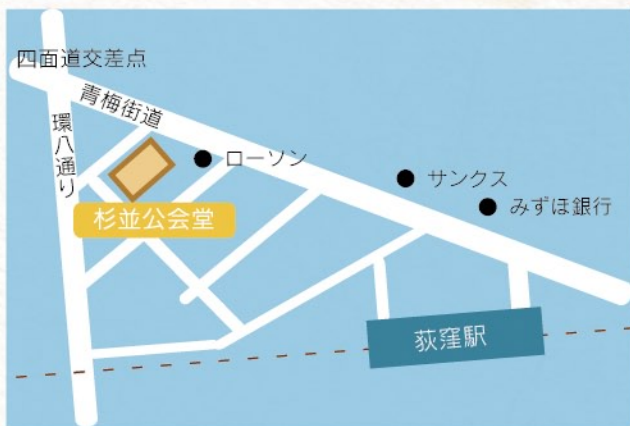 四面道交差点
青梅街道
環八通り
ローソン
サンクス
みずほ銀行
杉並公会堂
荻窪駅